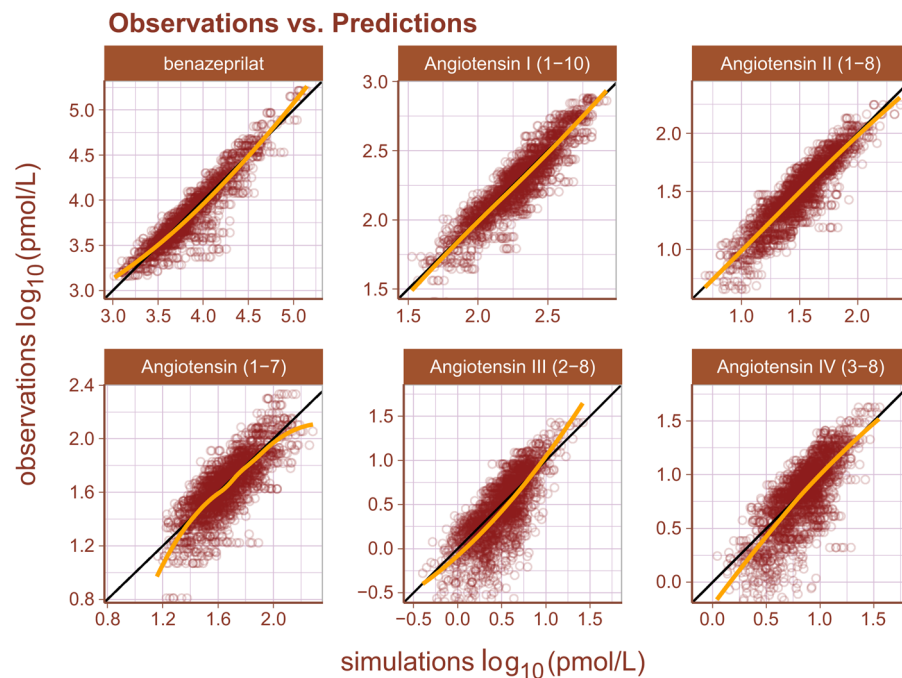 Observations vs. Predictions
benazeprilat
Angiotensin I (1−10)
Angiotensin II (1−8)
5.0
4.5
4.0
3.5
3.0
3.0 3.5 4.0 4.5 5.0
3.0
2.5
2.0
1.5
1.5 2.0 2.5
2.0
1.5
1.0
1.0 1.5 2.0
observations log10(pmol/L)
Angiotensin (1−7)
Angiotensin III (2−8)
Angiotensin IV (3−8)
2.4
2.0
1.6
1.2
0.8
0.8 1.2 1.6 2.0
1.5
1.0
0.5
0.0
−0.5
−0.5 0.0 0.5 1.0 1.5
1.5
1.0
0.5
0.0
0.0 0.5 1.0 1.5
simulations log10(pmol/L)